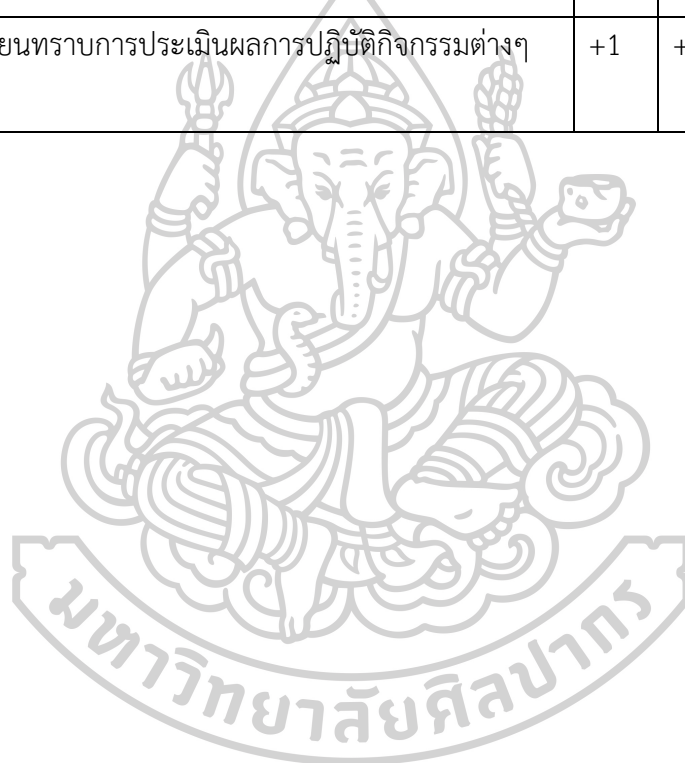 ยนทราบการประเมินผลการปฏิบัติกิจกรรมต่างๆ +1 +
มหาวิทยาลัยศิลปากร